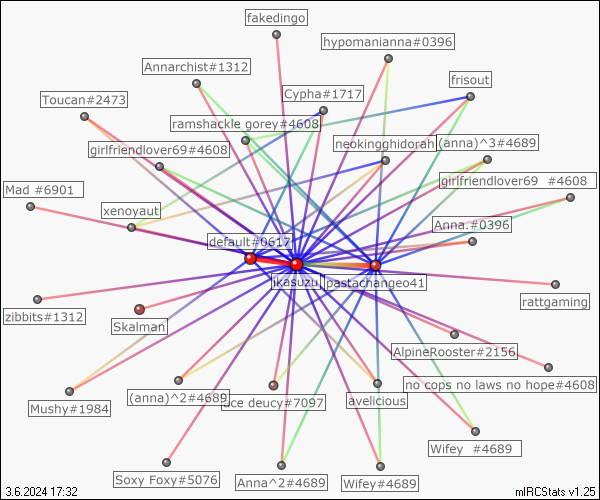 fakedingo
hypomanianna#0396
Annarchist#1312
frisout
Toucan#2473
Cypha#1717
ramshackle gorey#4608
neokingghidorah
(anna)^3#4689
girlfriendlover69#4608
girlfriendlover69 #4608
Mad #6901
xenoyaut
Anna.#0396
default#0617
jkasuzu
pastachangeo41
rattgaming
zibbits#1312
Skalman
AlpineRooster#2156
no cops no laws no hope#4608
Mushy#1984
(anna)^2#4689
deucy#7097
avelicious
Wifey #4689
Soxy Foxy#5076
Anna^2#4689
Wifey#4689
3.6.2024 17:32
mIRCStats v1.25